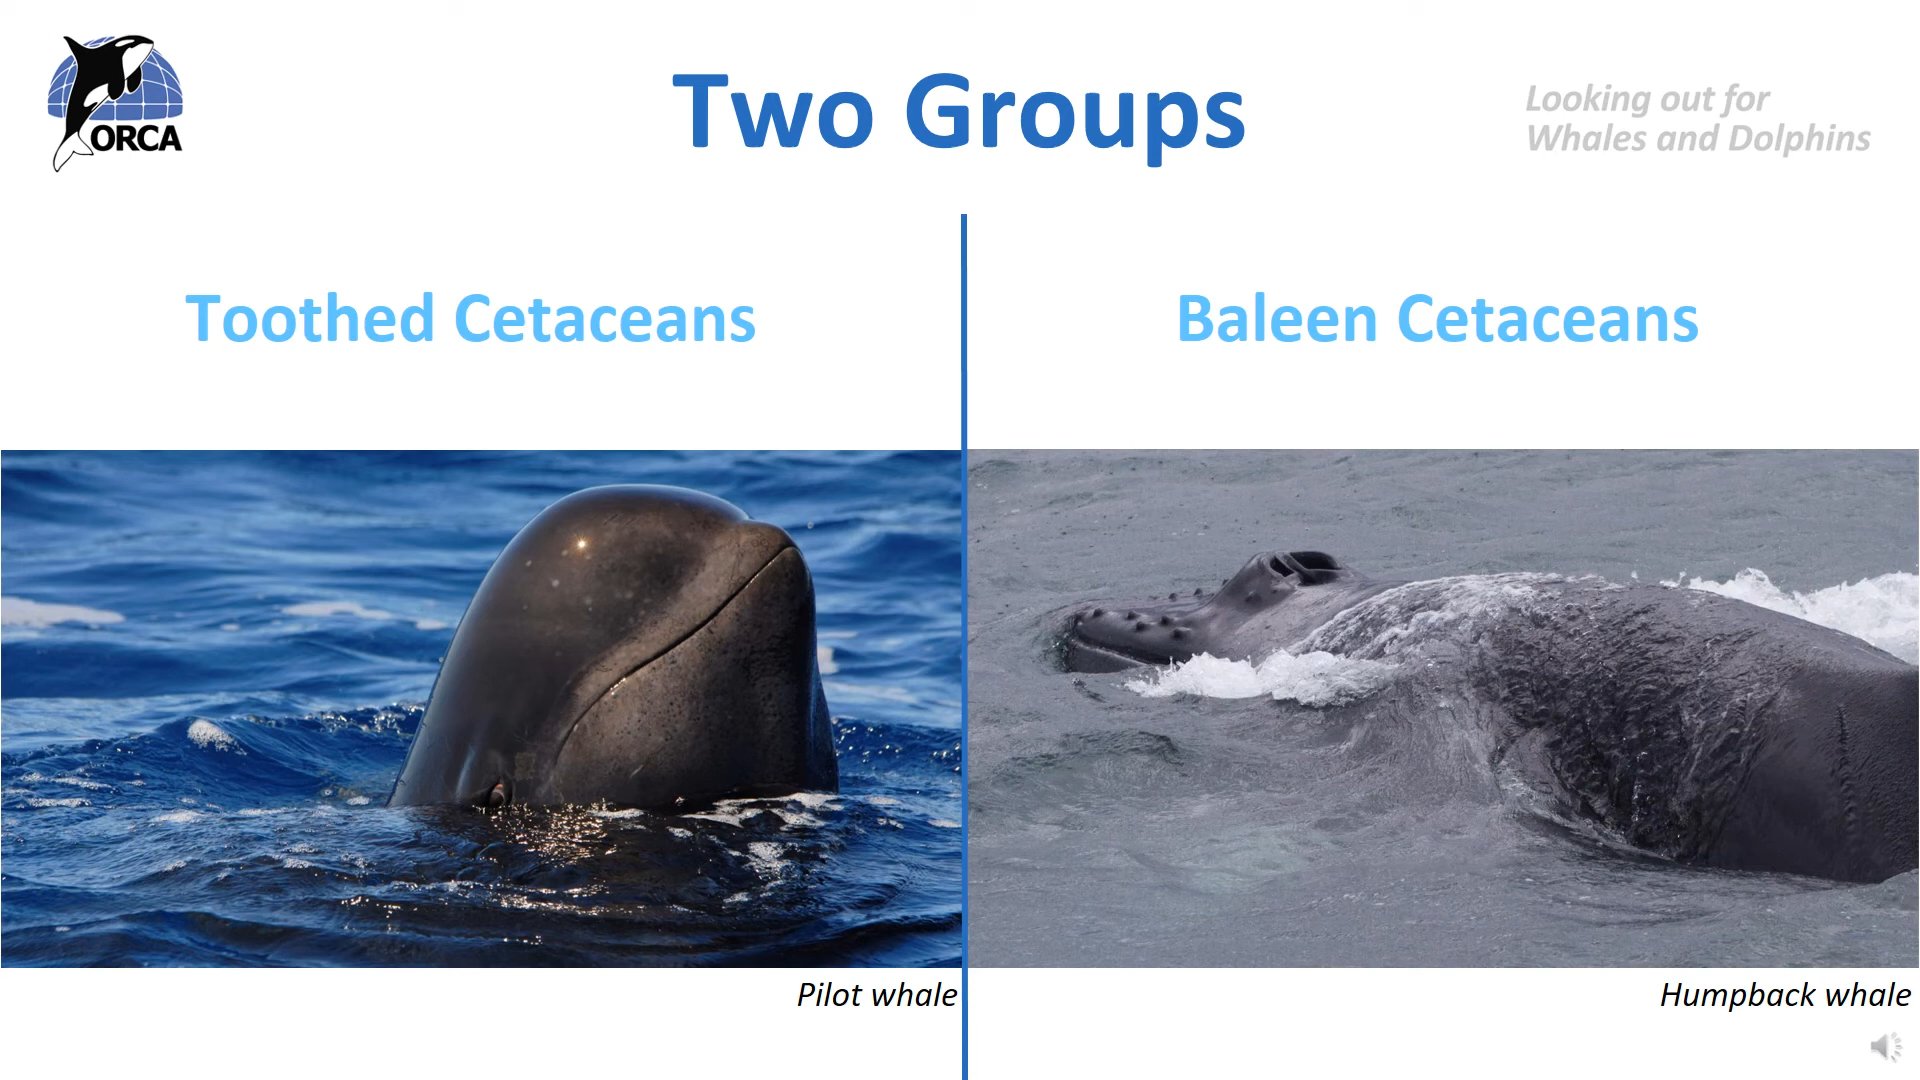 ORCA
Two Groups
Looking out for
Whales and Dolphins
Toothed Cetaceans
Baleen Cetaceans
Pilot whale
Humpback whale